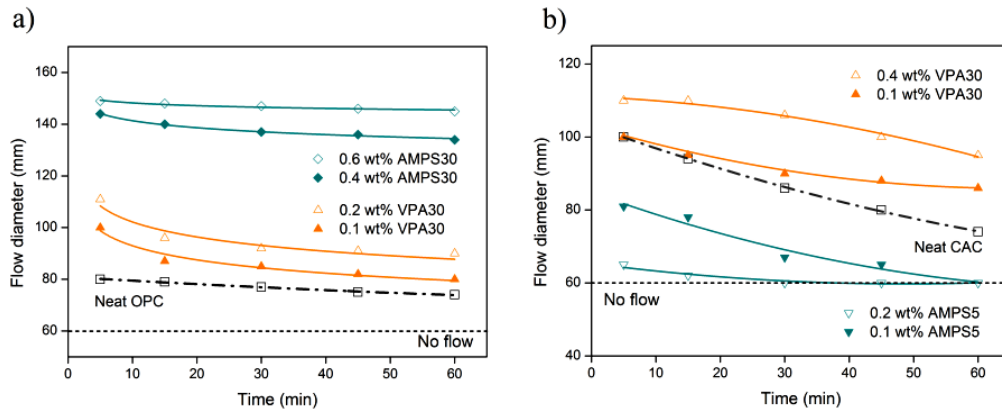 a)
160
140
120
100
80
60
40
Flow diameter (mm)
0 10 20 30 40 50 60
Time (min)
0.6 wt% AMPS30
0.4 wt% AMPS30
0.2 wt% VPA30
0.1 wt% VPA30
Neat OPC
No flow
b)
120
100
80
60
40
Flow diameter (mm)
0 10 20 30 40 50 60
Time (min)
0.4 wt% VPA30
0.1 wt% VPA30
Neat CAC
No flow
0.2 wt% AMPS5
0.1 wt% AMPS5